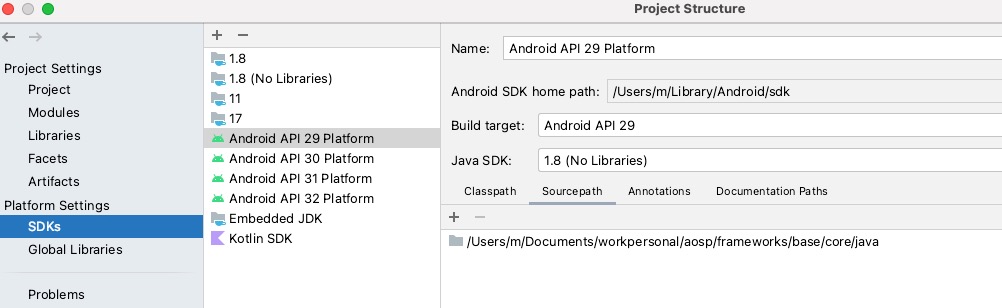 Project Structure
Project Settings
Project
Modules
Libraries
Facets
Artifacts
Platform Settings
SDKs
Global Libraries
Problems
1.8
1.8 (No Libraries)
11
17
Android API 29 Platform
Android API 30 Platform
Android API 31 Platform
Android API 32 Platform
Embedded JDK
Kotlin SDK
Name: Android API 29 Platform
Android SDK home path: /Users/m/Library/Android/sdk
Build target: Android API 29
Java SDK: 1.8 (No Libraries)
Classpath Sourcepath Annotations Documentation Paths
/Users/m/Documents/workpersonal/aosp/frameworks/base/core/java